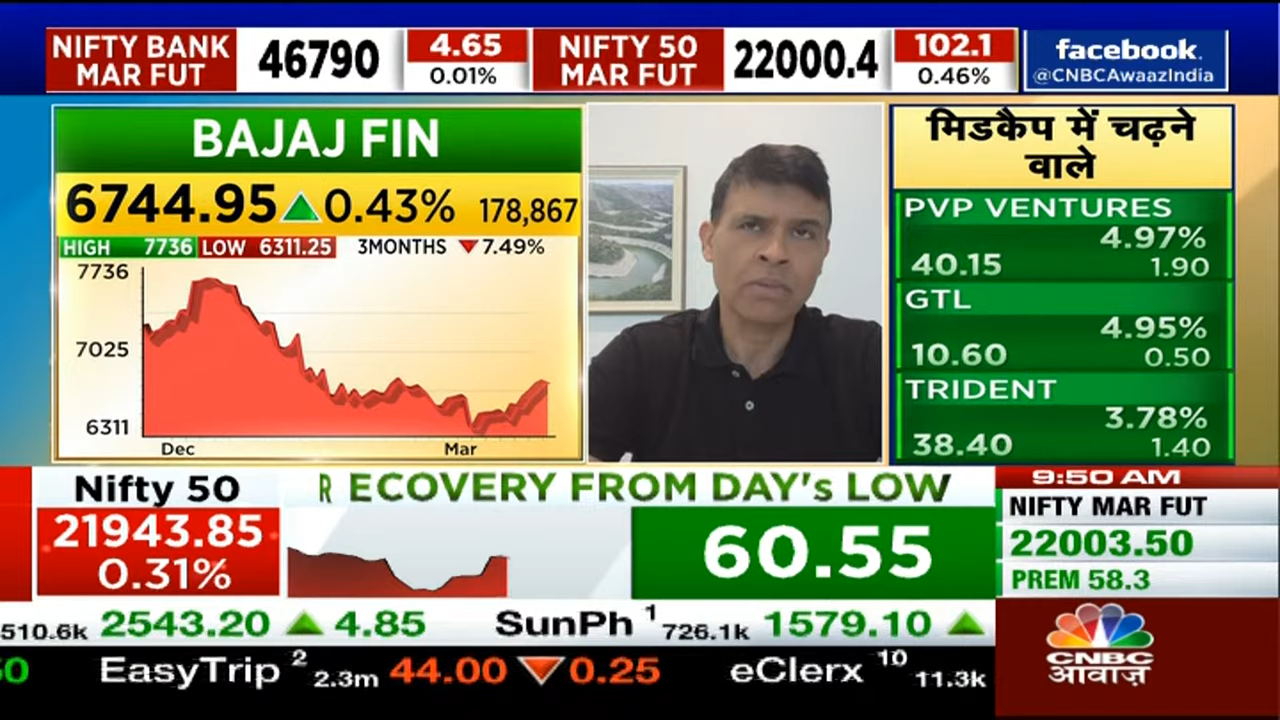 NIFTY BANK
MAR FUT
46790
4.65
0.01%
NIFTY 50
MAR FUT
22000.4
102.1
0.46%
facebook.
@CNBCAwaazIndia
BAJAJ FIN
6744.95 0.43% 178,867
HIGH 7736 LOW 6311.25 3MONTHS 7.49%
7736
7025
6311
Dec Mar
मिडकैप में चढ़ने
वाले
PVP VENTURES
4.97%
40.15 1.90
GTL
4.95%
10.60 0.50
TRIDENT
3.78%
38.40 1.40
Nifty 50
21943.85
0.31%
R ECOVERY FROM DAY's LOW
60.55
9:50 AM
NIFTY MAR FUT
22003.50
PREM 58.3
510.6k 2543.20 4.85 SunPh 1 726.1k 1579.10
0 EasyTrip 2 2.3m 44.00 0.25 eClerx 10 11.3k
CNBC
आवाज़